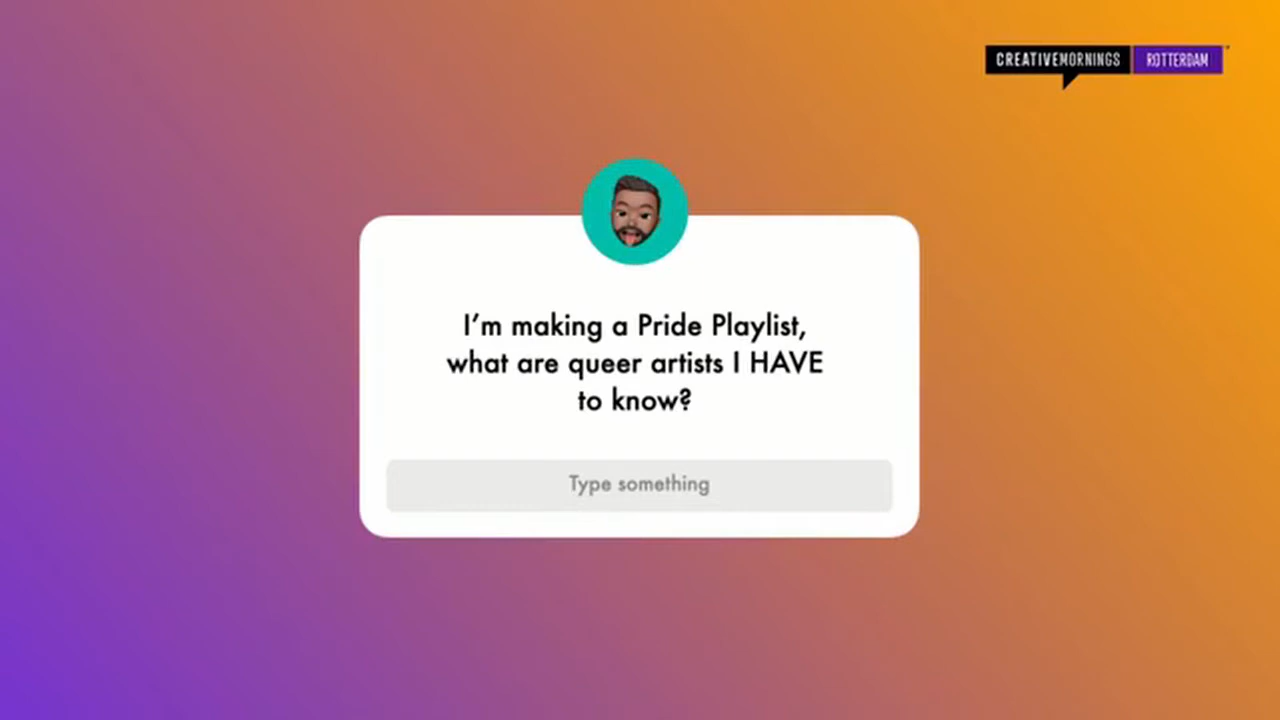 CREATIVEMORNINGS ROTTERDAM
I'm making a Pride Playlist,
what are queer artists I HAVE
to know?
Type something